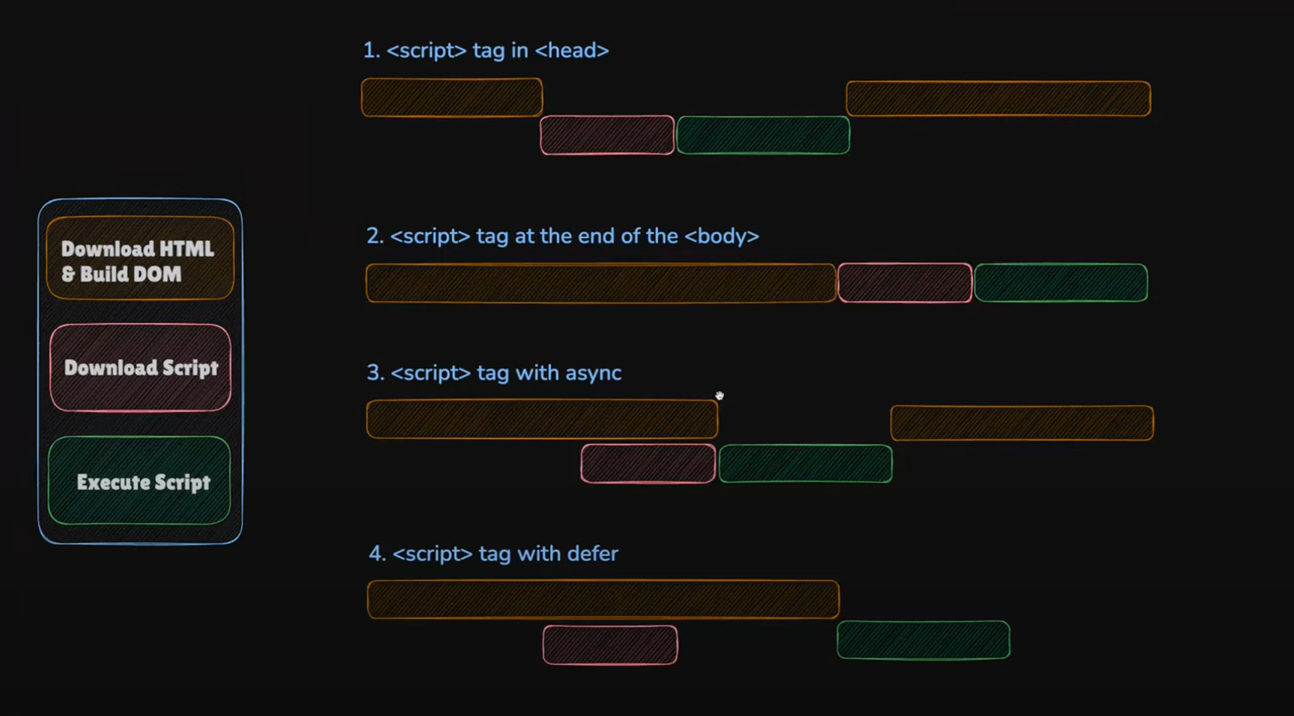 1. <script> tag in <head>
2. <script> tag at the end of the <body>
Download HTML
& Build DOM
Download Script
3. <script> tag with async
Execute Script
4. <script> tag with defer